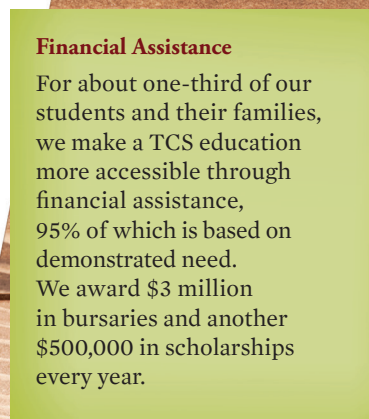 Financial Assistance
For about one-third of our
students and their families,
we make a TCS education
more accessible through
financial assistance,
95% of which is based on
demonstrated need.
We award $3 million
in bursaries and another
$500,000 in scholarships
every year.